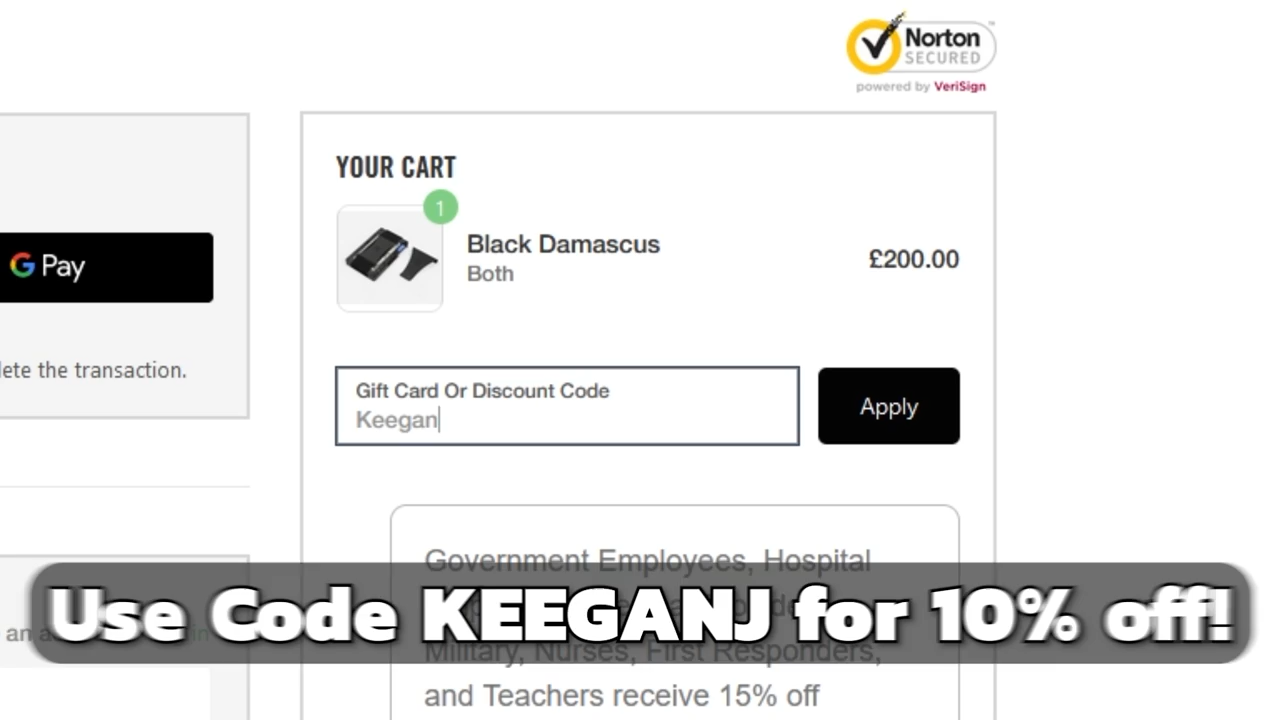 Norton
SECURED
powered by VeriSign
YOUR CART
1
Black Damascus
Both
£200.00
G Pay
lete the transaction.
Gift Card Or Discount Code
Keegan
Apply
Government Employees, Hospital
Use Code KEEGANJ for 10% off!
an a
in
Military, Nurses, First Responders,
and Teachers receive 15% off